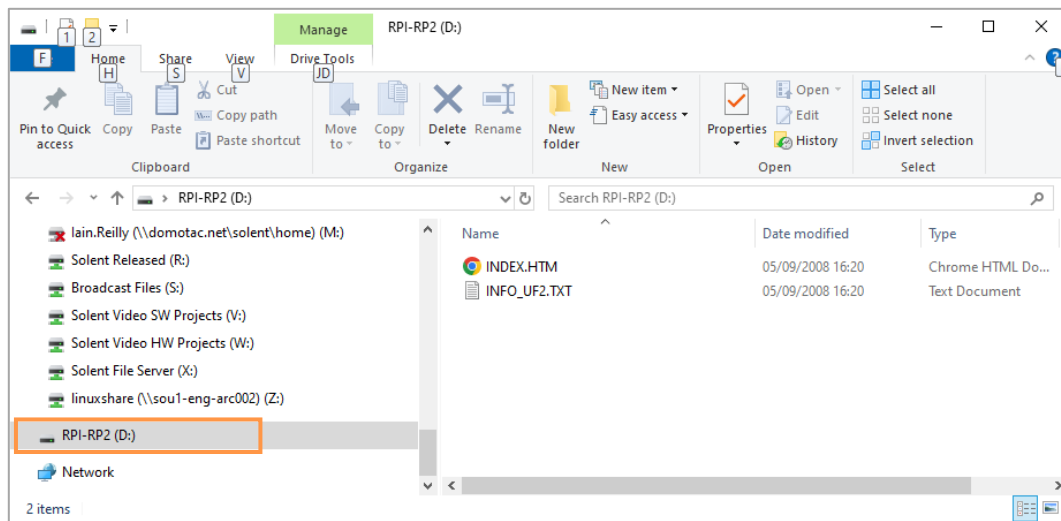 Manage RPI-RP2 (D:)
1 2
F Home Share View Drive Tools
H S V JD
Pin to Quick access
Copy
Paste
Cut
Copy path
Paste shortcut
Clipboard
Move to
Copy to
Delete
Rename
Organize
New folder
New item
Easy access
New
Properties
Open
Edit
History
Open
Select all
Select none
Invert selection
Select
RPI-RP2 (D:)
Search RPI-RP2 (D:)
Iain.Reilly (\\domotac.net\solent\home) (M:)
Solent Released (R:)
Broadcast Files (S:)
Solent Video SW Projects (V:)
Solent Video HW Projects (W:)
Solent File Server (X:)
linuxshare (\\sou1-eng-arc002) (Z:)
RPI-RP2 (D:)
Network
Name Date modified Type
INDEX.HTM 05/09/2008 16:20 Chrome HTML Do...
INFO_UF2.TXT 05/09/2008 16:20 Text Document
2 items